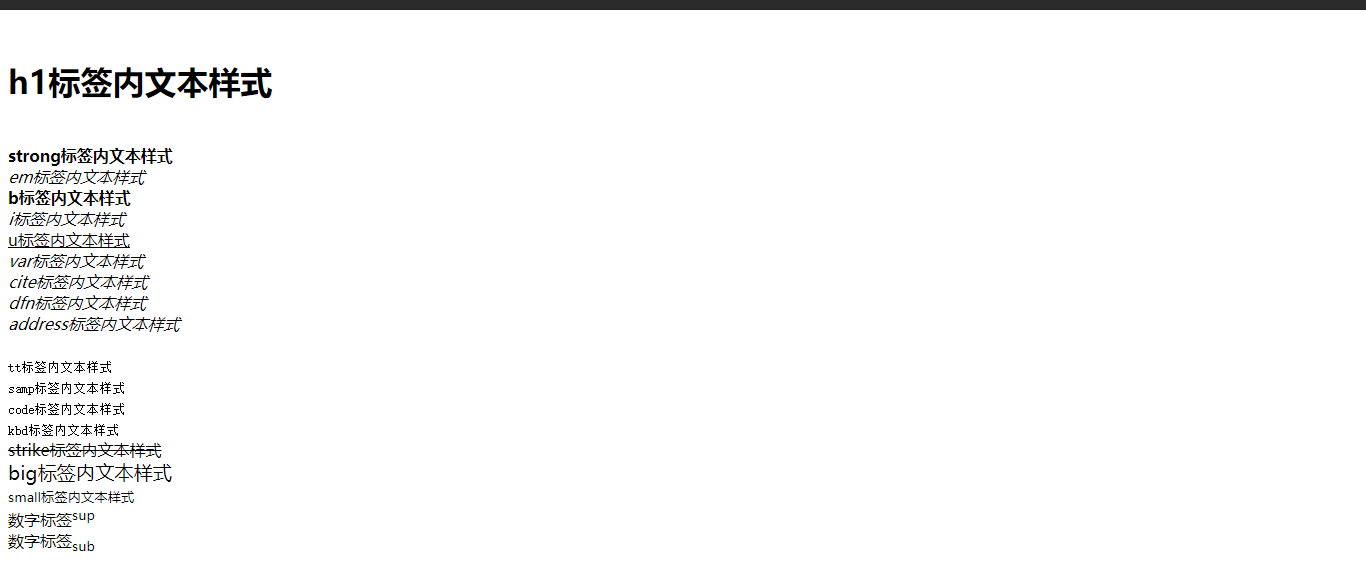 h1标签内文本样式
strong标签内文本样式
em标签内文本样式
b标签内文本样式
i标签内文本样式
u标签内文本样式
var标签内文本样式
cite标签内文本样式
dfn标签内文本样式
address标签内文本样式
tt标签内文本样式
samp标签内文本样式
code标签内文本样式
kbd标签内文本样式
strike标签内文本样式
big标签内文本样式
small标签内文本样式
数字标签sup
数字标签sub